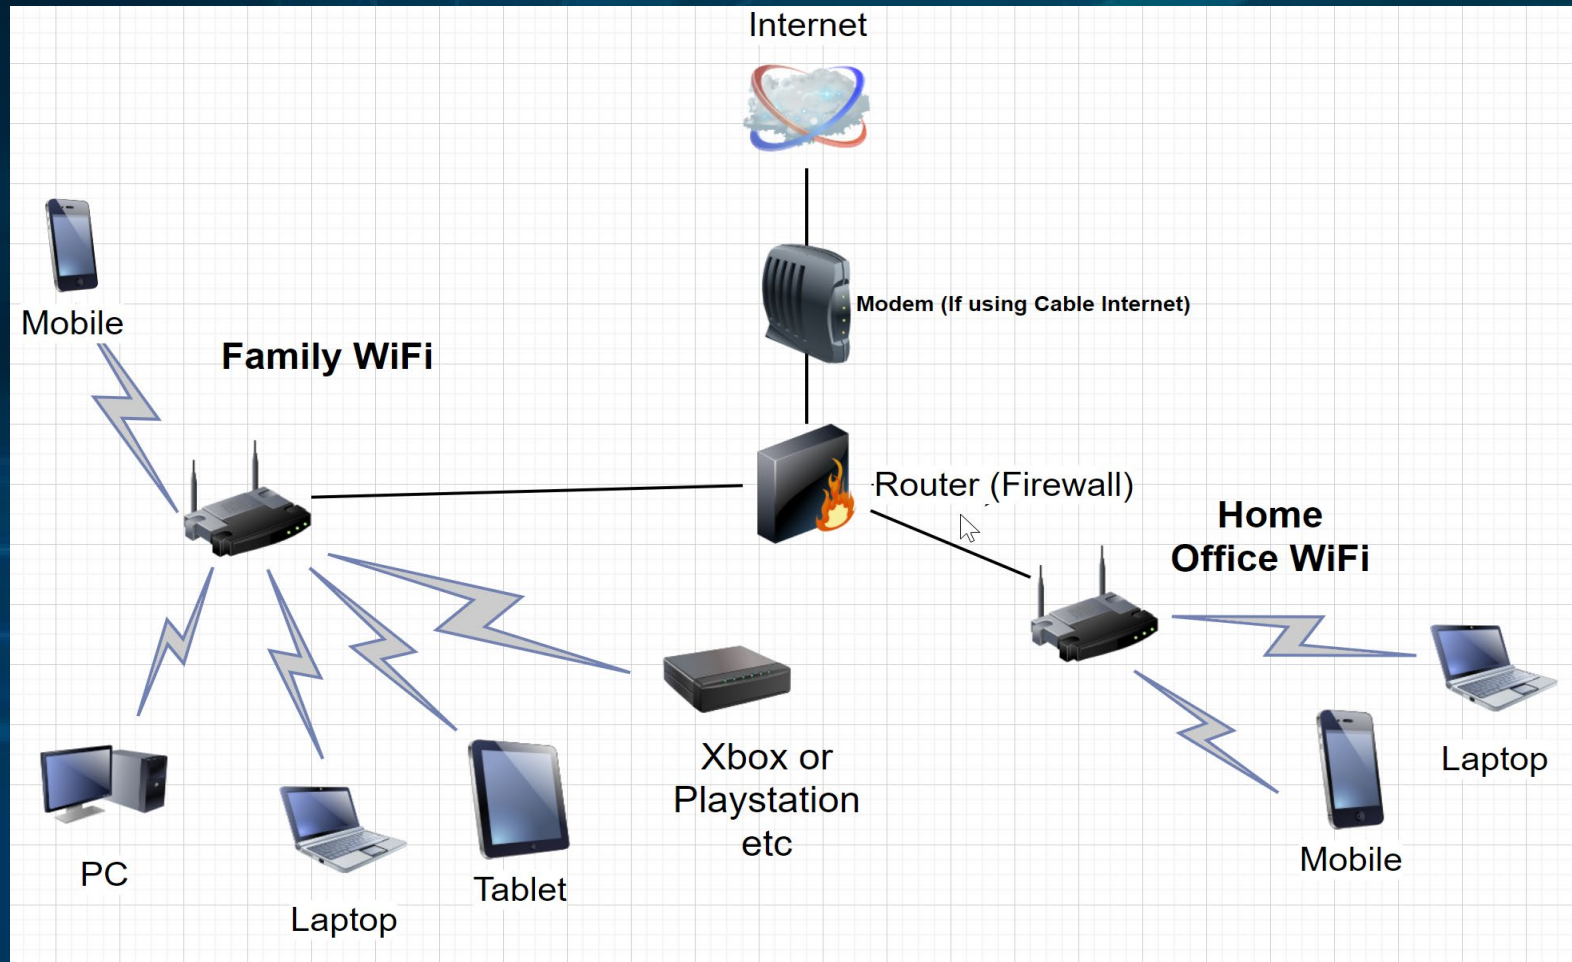 Internet
Modem (If using Cable Internet)
Mobile
Family WiFi
Router (Firewall)
Home
Office WiFi
Xbox or
Playstation
etc
Laptop
Mobile
PC
Tablet
Laptop